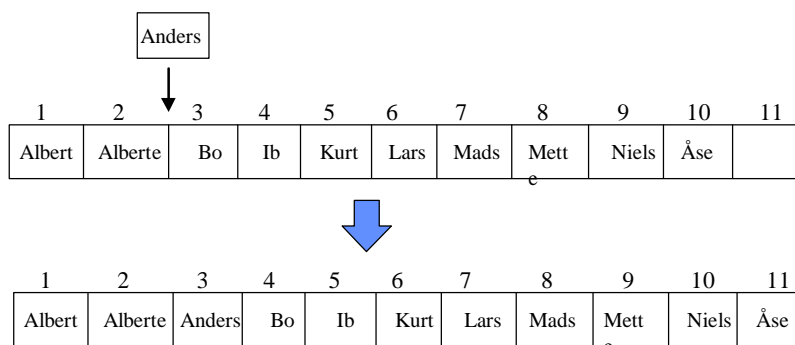 Anders
1 2 3 4 5 6 7 8 9 10 11
Albert Alberte Bo Ib Kurt Lars Mads Mett Niels Åse
e
1 2 3 4 5 6 7 8 9 10 11
Albert Alberte Anders Bo Ib Kurt Lars Mads Mett Niels Åse